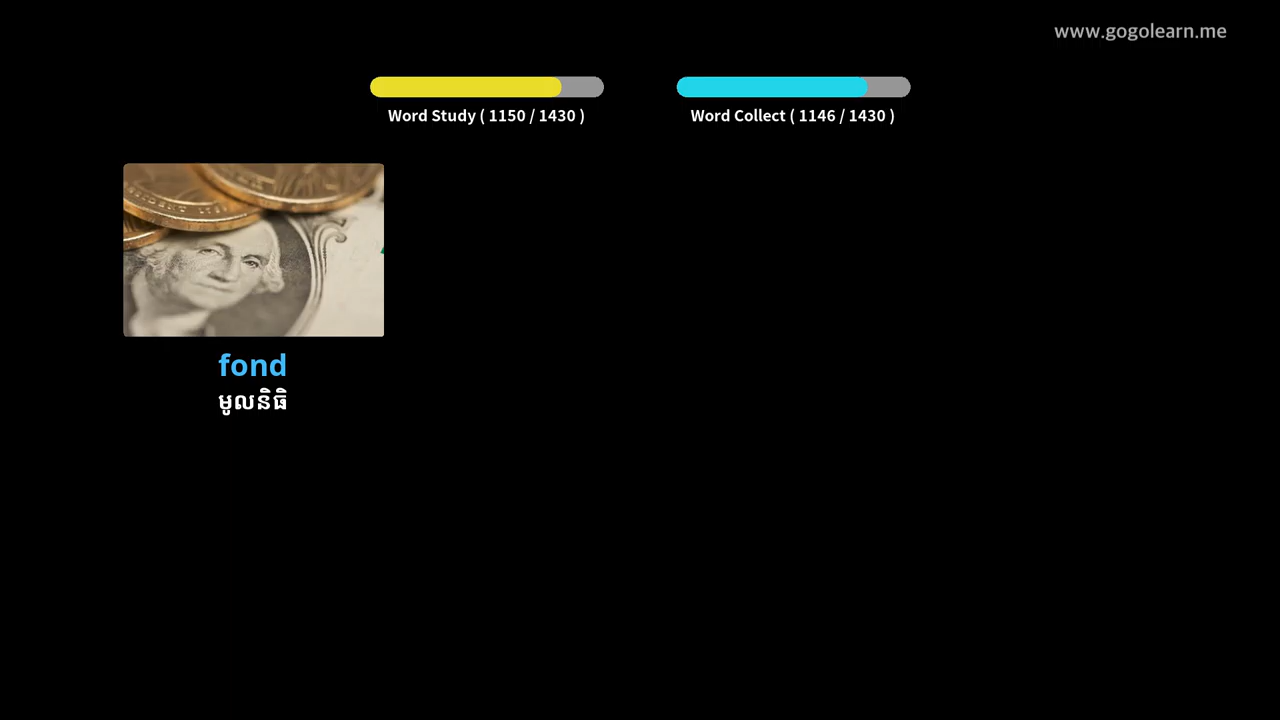 www.gogolearn.me
Word Study ( 1150 / 1430 )
Word Collect ( 1146 / 1430 )
fond
មូលនិធិ